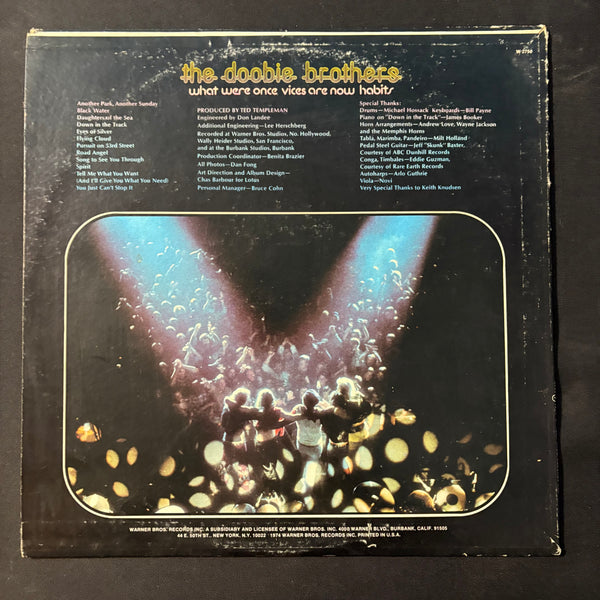 W 2750
the doobie brothers
what were once vices are now habits
Another Park, Another Sunday
Black Water
Daughters of the Sea
Down in the Track
Eyes of Silver
Flying Cloud
Pursuit on 53rd Street
Road Angel
Song to See You Through
Spirit
Tell Me What You Want
(And I'll Give You What You Need)
You Just Can't Stop It
PRODUCED BY TED TEMPLEMAN
Engineered by Don Landee
Additional Engineering—Lee Herschberg
Recorded at Warner Bros. Studios, No. Hollywood,
Wally Heider Studios, San Francisco,
and at the Burbank Studios, Burbank
Production Coordinator—Benita Brazier
All Photos—Dan Fong
Art Direction and Album Design—
Chas Barbour for Lotus
Personal Manager—Bruce Cohn
Special Thanks:
Drums—Michael Hossack Keyboards—Bill Payne
Piano on "Down in the Track"—James Booker
Horn Arrangements—Andrew Love, Wayne Jackson
and the Memphis Horns
Tabla, Marimba, Pandeiro—Milt Holland
Pedal Steel Guitar—Jeff "Skunk" Baxter,
Courtesy of ABC Dunhill Records
Conga, Timbales—Eddie Guzman,
Courtesy of Rare Earth Records
Autoharps—Arlo Guthrie
Viola—Novi
Very Special Thanks to Keith Knudsen
WARNER BROS. RECORDS INC. A SUBSIDIARY AND LICENSEE OF WARNER BROS. INC. 4000 WARNER BLVD., BURBANK, CALIF. 91505
44 E. 50TH ST., NEW YORK, N.Y. 10022 1974 WARNER BROS. RECORDS INC. PRINTED IN U.S.A.